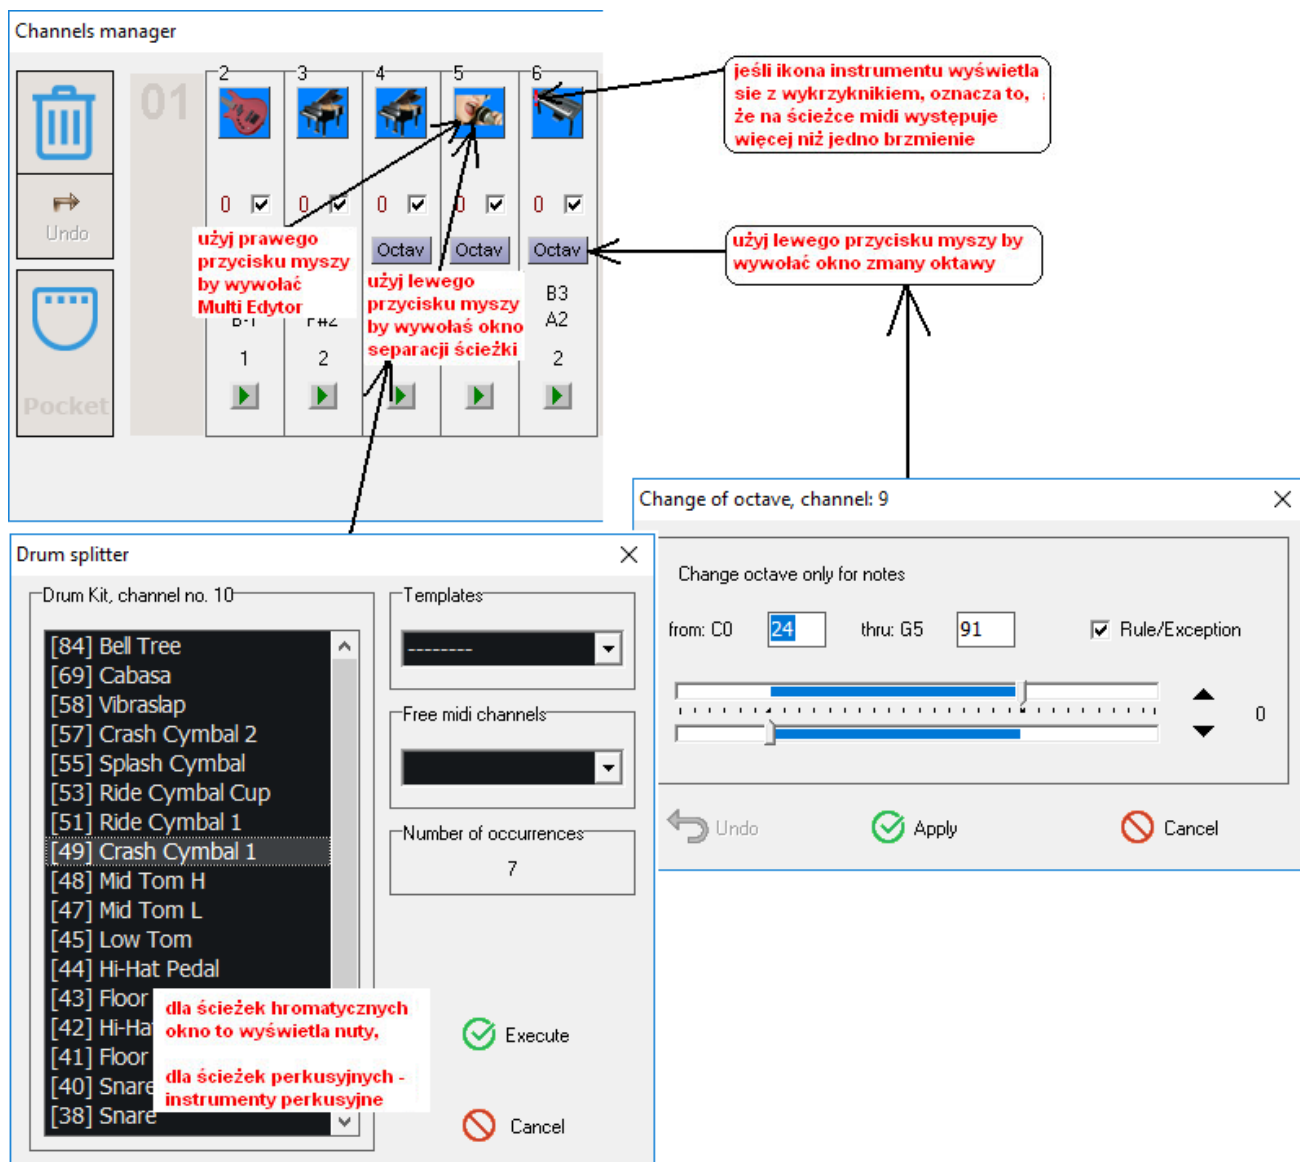 Channels manager
01
2
3
4
5
6
jeśli ikona instrumentu wyświetla
sie z wykrzyknikiem, oznacza to,
że na ścieżce midi występuje
więcej niż jedno brzmienie
Undo
0
0
0
0
0
Octav
Octav
Octav
użyj prawego
przycisku myszy
by wywołać
Multi Edytor
użyj lewego
przycisku myszy
by wywołaś okno
separacji ścieżki
użyj lewego przycisku myszy by
wywołać okno zmany oktawy
B3
B-1
F#2
A2
1
2
2
Pocket
Drum splitter
Drum Kit, channel no. 10
[84] Bell Tree
[69] Cabasa
[58] Vibraslap
[57] Crash Cymbal 2
[55] Splash Cymbal
[53] Ride Cymbal Cup
[51] Ride Cymbal 1
[49] Crash Cymbal 1
[48] Mid Tom H
[47] Mid Tom L
[45] Low Tom
[44] Hi-Hat Pedal
[43] Floor
[42] Hi-Ha
[41] Floor
[40] Snare
[38] Snare
dla ścieżek hromatycznych
okno to wyświetla nuty,
dla ścieżek perkusyjnych -
instrumenty perkusyjne
Templates
--------
Free midi channels
Number of occurrences
7
Execute
Cancel
Change of octave, channel: 9
Change octave only for notes
from: C0 24 thru: G5 91 Rule/Exception
0
Undo
Apply
Cancel